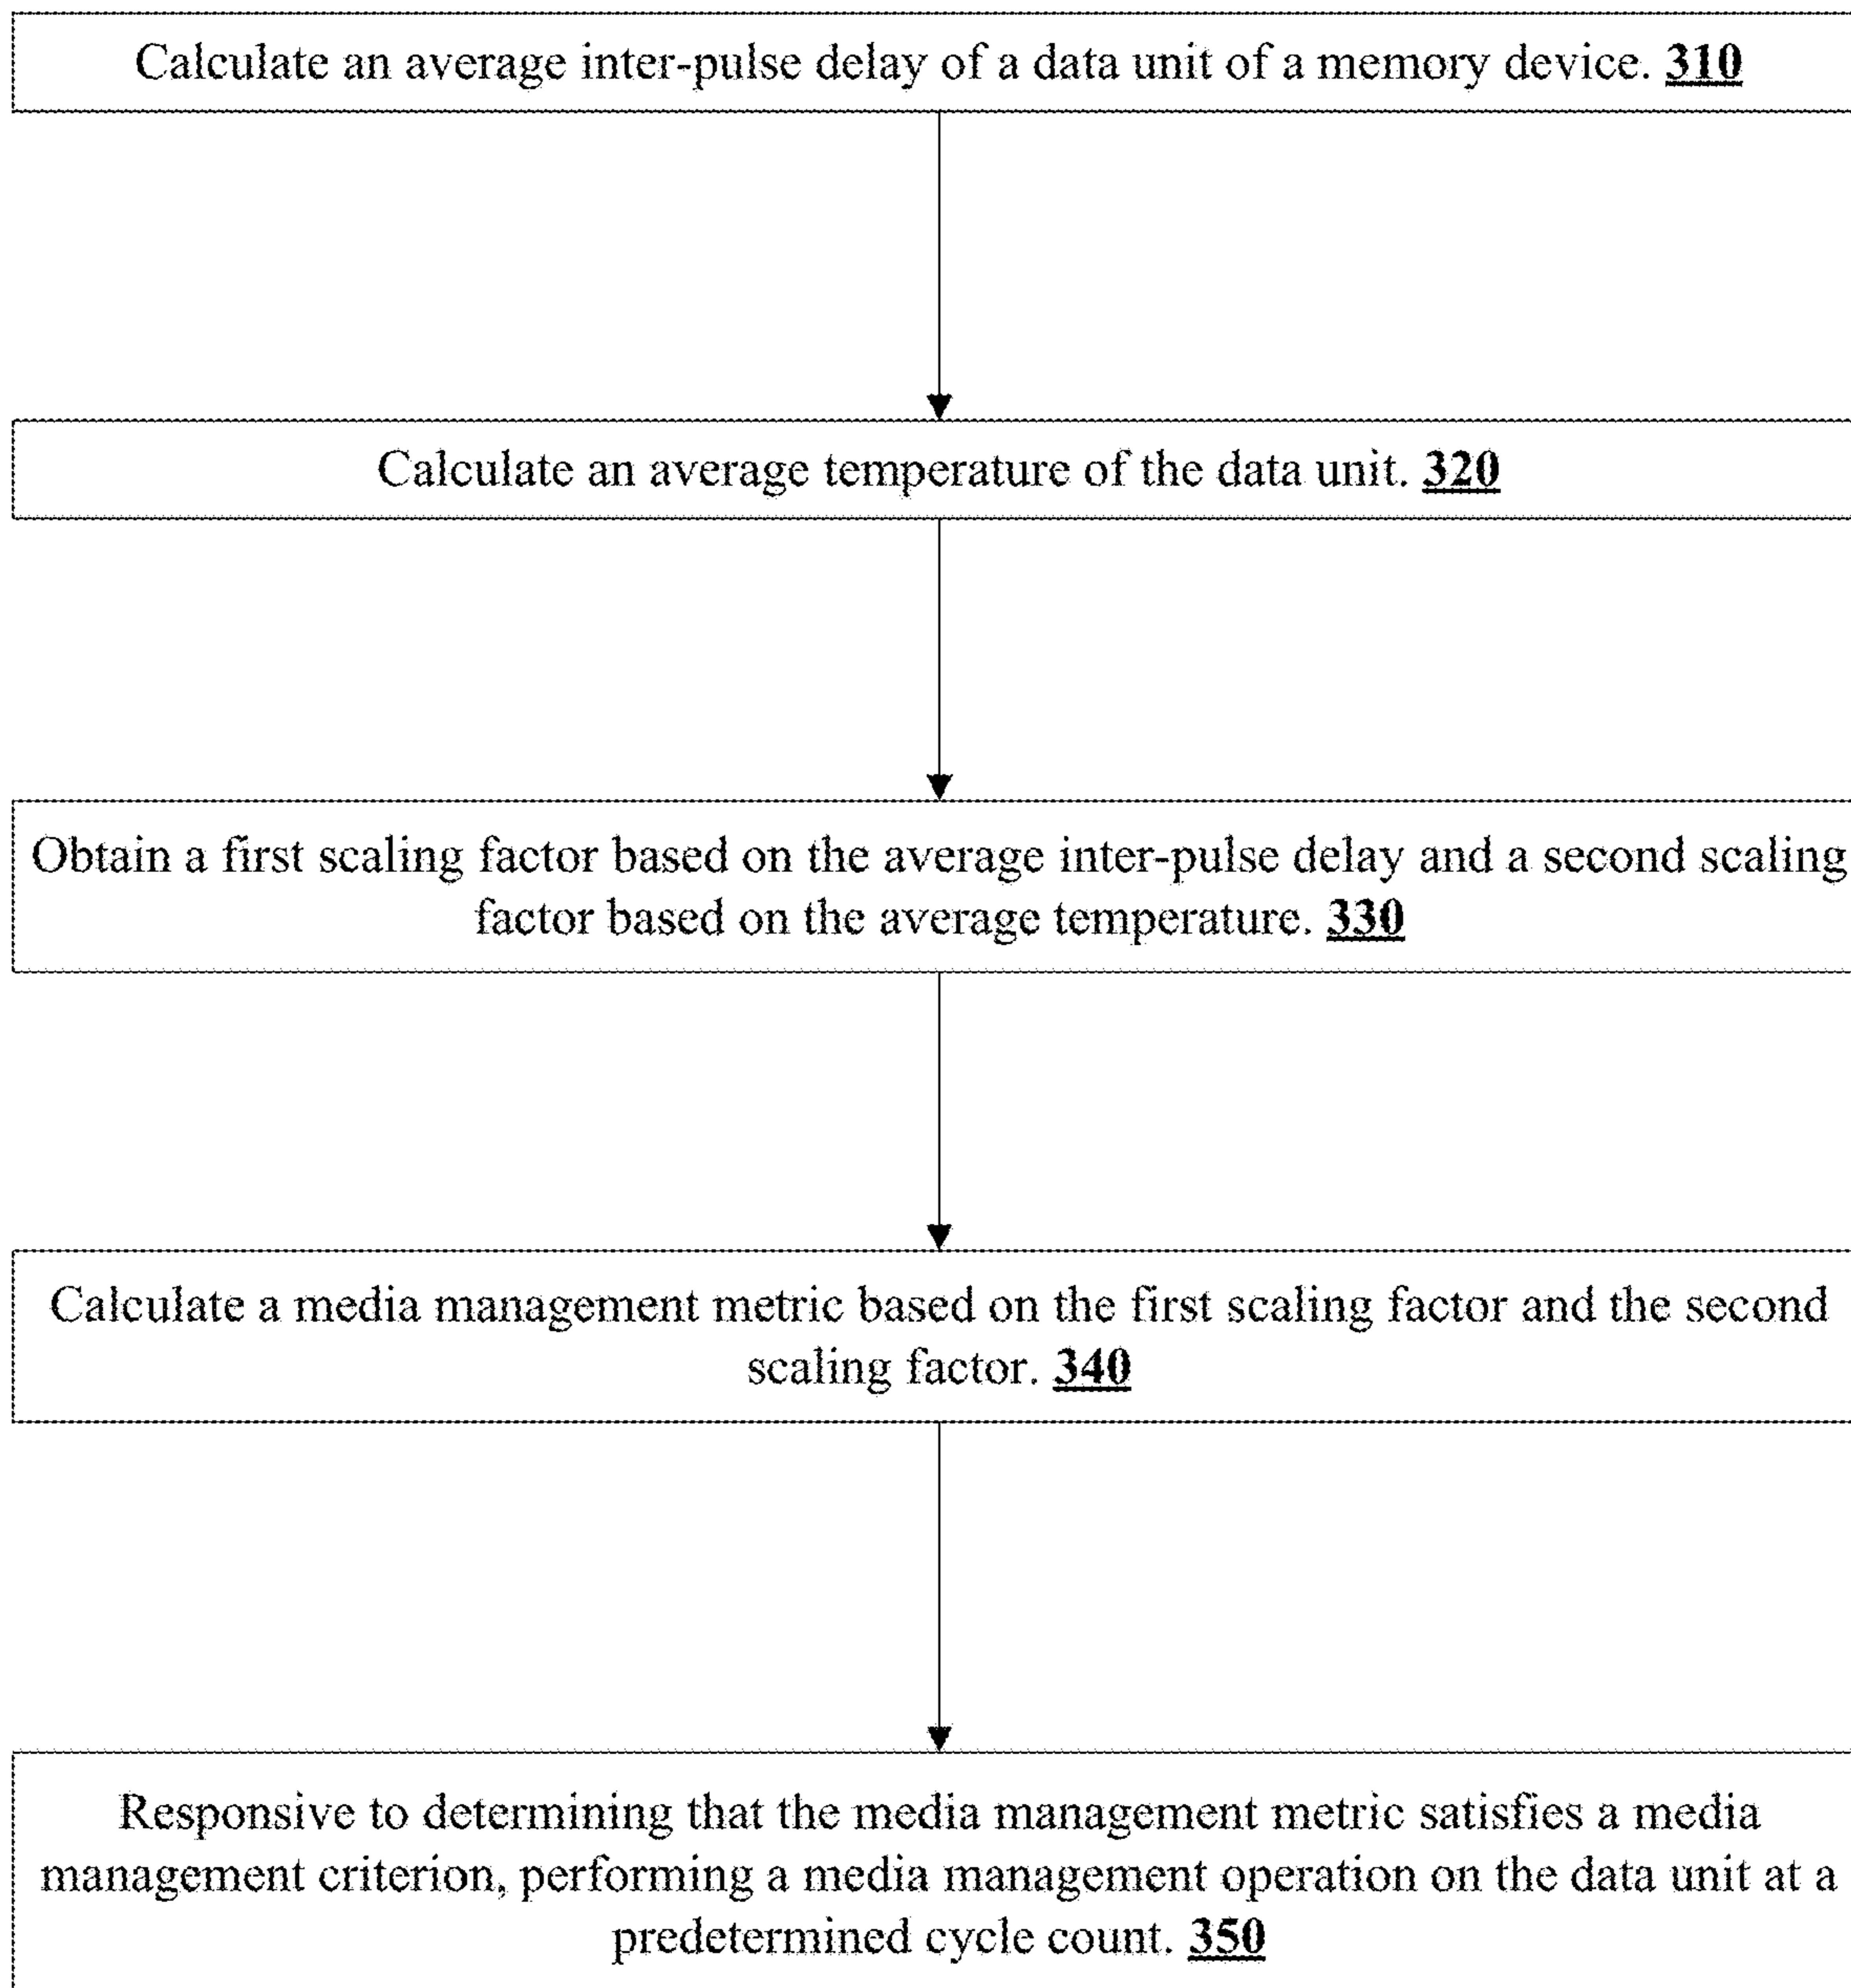 Calculate an average inter-pulse delay of a data unit of a memory device. 310
Calculate an average temperature of the data unit. 320
Obtain a first scaling factor based on the average inter-pulse delay and a second scaling
factor based on the average temperature. 330
Calculate a media management metric based on the first scaling factor and the second
scaling factor. 340
Responsive to determining that the media management metric satisfies a media
management criterion, performing a media management operation on the data unit at a
predetermined cycle count. 350